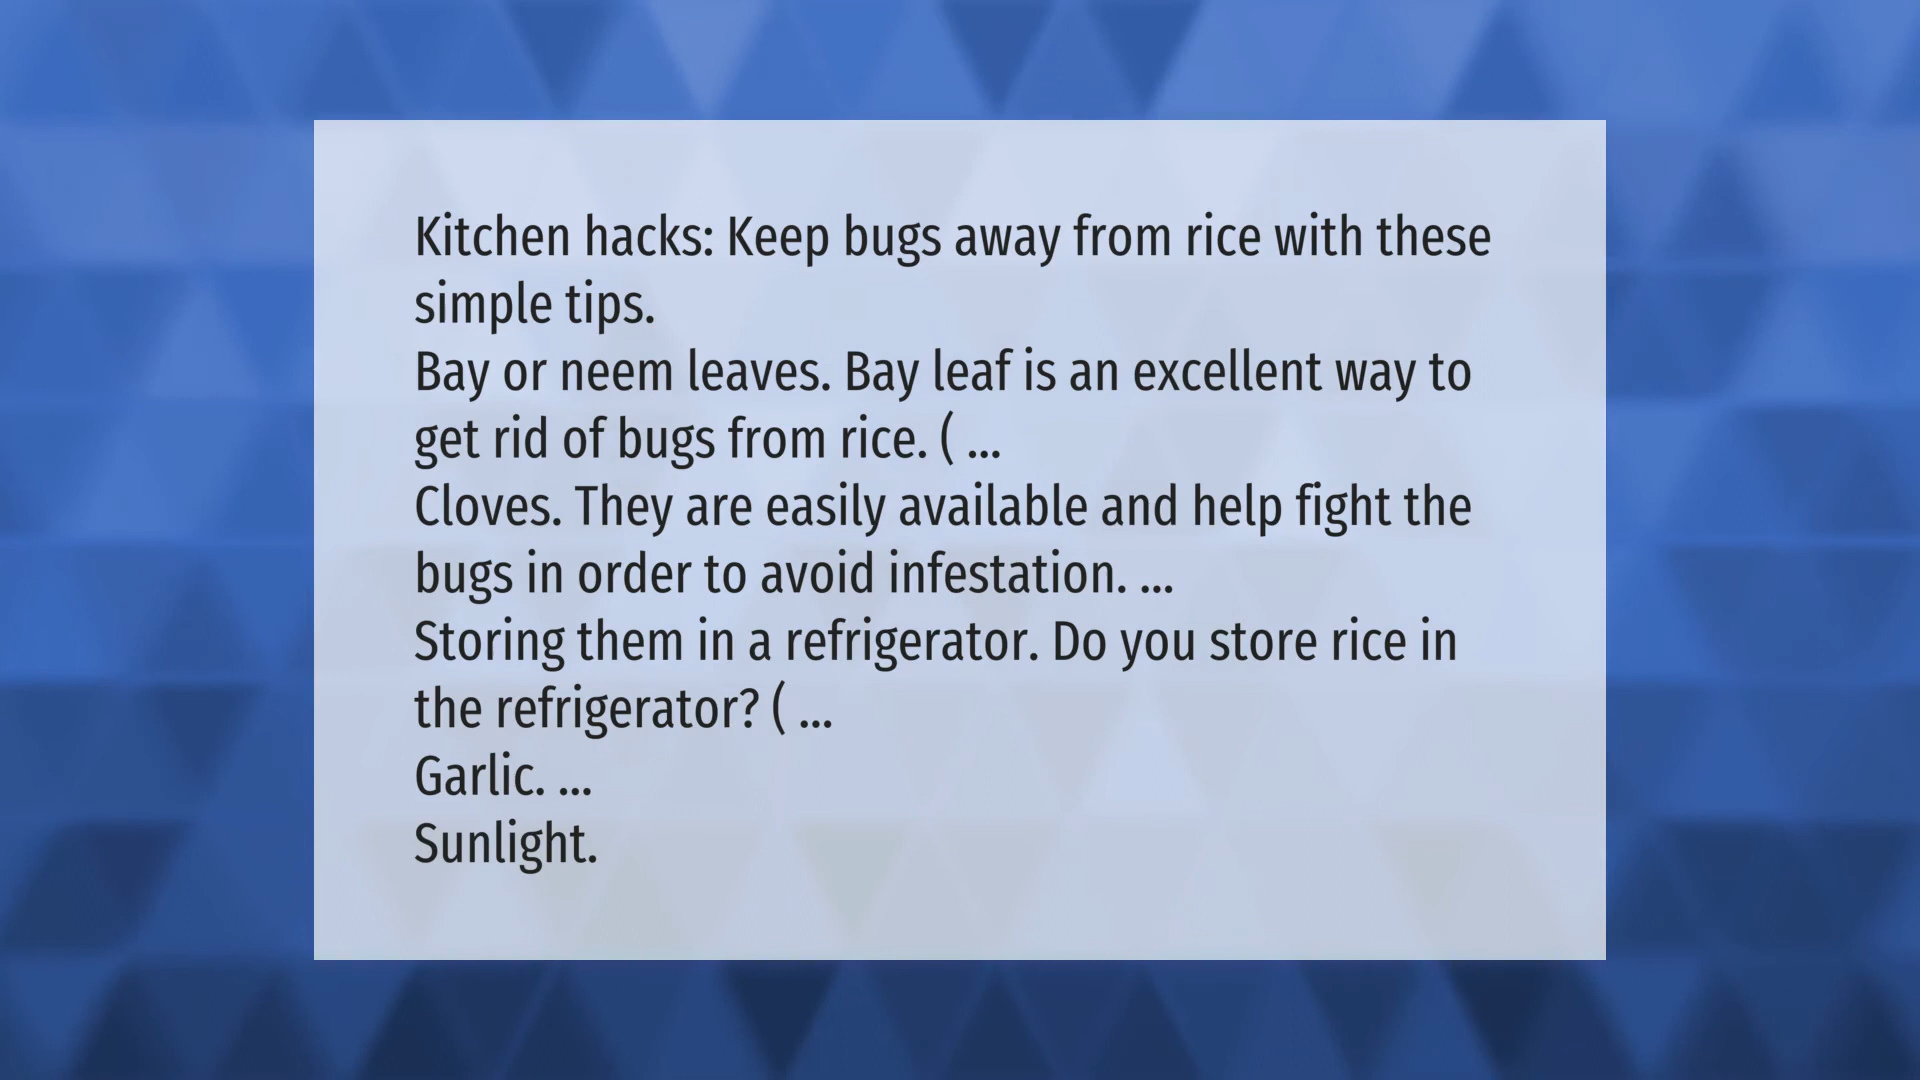 Kitchen hacks: Keep bugs away from rice with these
simple tips.
Bay or neem leaves. Bay leaf is an excellent way to
get rid of bugs from rice. ( ...
Cloves. They are easily available and help fight the
bugs in order to avoid infestation. ...
Storing them in a refrigerator. Do you store rice in
the refrigerator? ( ...
Garlic. ...
Sunlight.